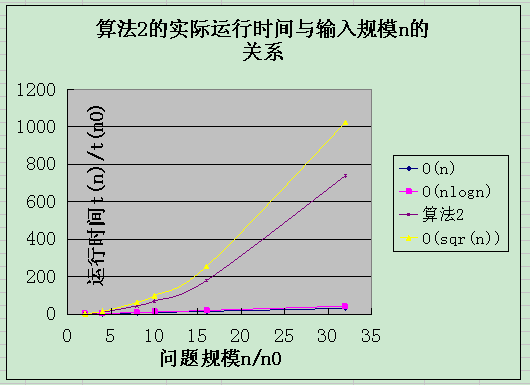 算法2的实际运行时间与输入规模n的
关系
运行时间t(n)/t(n0)
1200
1000
800
600
400
200
0
0 5 10 15 20 25 30 35
问题规模n/n0
O(n)
O(nlogn)
算法2
O(sqr(n))